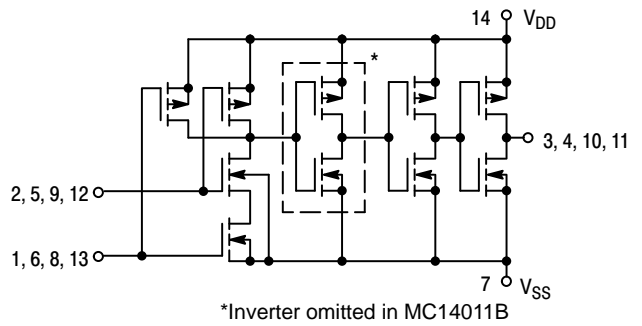 14 V_DD
*
3, 4, 10, 11
2, 5, 9, 12
1, 6, 8, 13
7 V_SS
*Inverter omitted in MC14011B